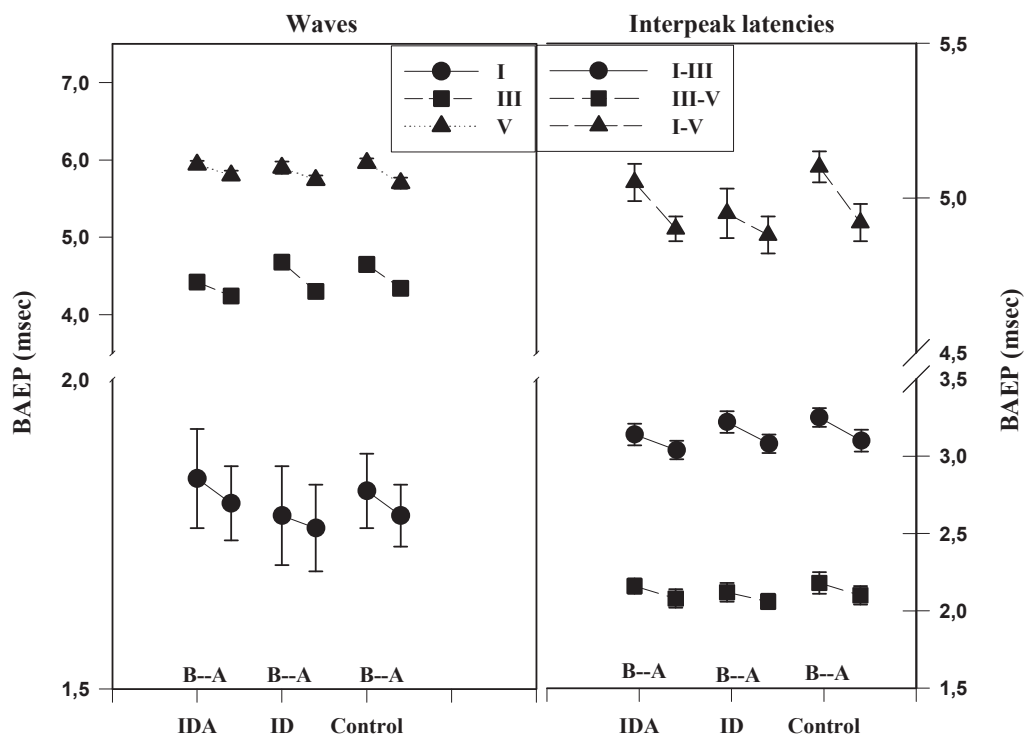 Waves
Interpeak latencies
I
III
V
I-III
III-V
I-V
BAEP (msec)
7,0
6,0
5,0
4,0
2,0
1,5
5,5
5,0
4,5
3,5
3,0
2,5
2,0
1,5
BAEP (msec)
B--A B--A B--A
IDA ID Control
B--A B--A B--A
IDA ID Control